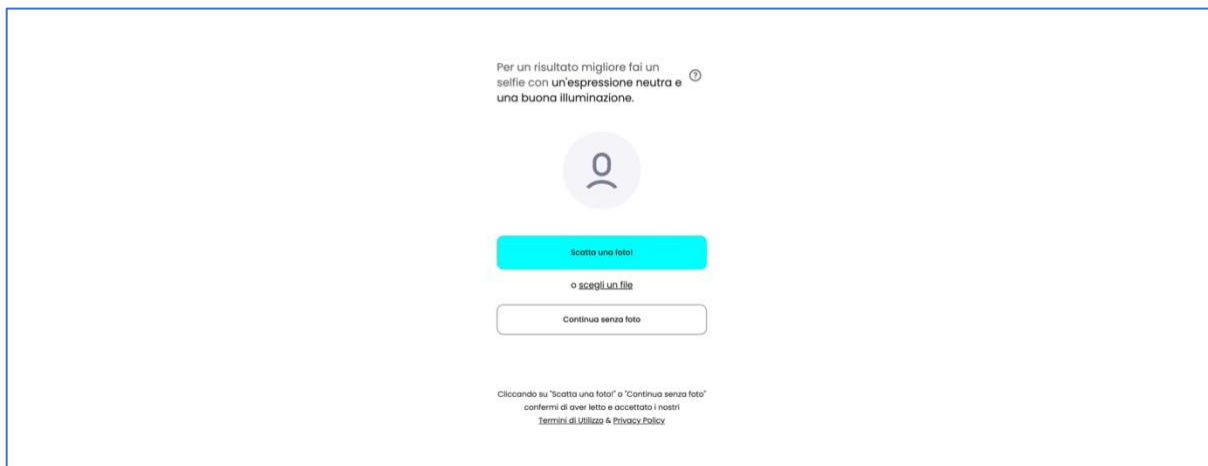 Per un risultato migliore fai un
selfie con un'espressione neutra e
una buona illuminazione.
Scatta una foto!
o scegli un file
Continua senza foto
Cliccando su "Scatta una foto!" o "Continua senza foto"
confermi di aver letto e accettato i nostri
Termini di Utilizzo & Privacy Policy